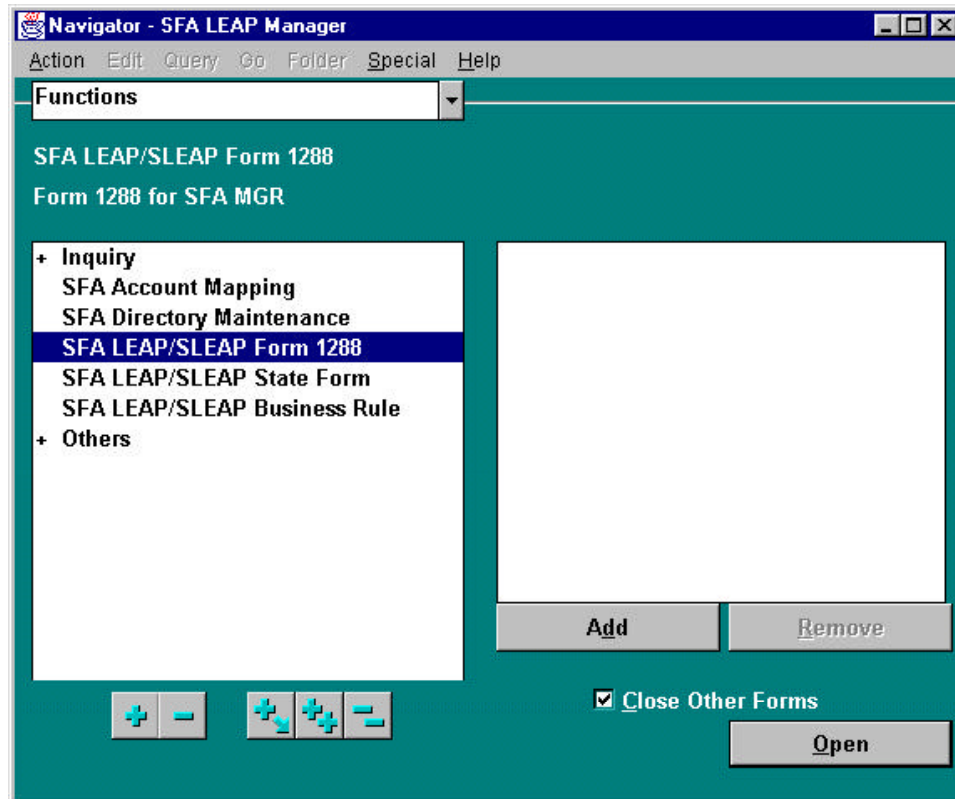 Navigator - SFA LEAP Manager
Action Edit Query Go Folder Special Help
Functions
SFA LEAP/SLEAP Form 1288
Form 1288 for SFA MGR
+ Inquiry
SFA Account Mapping
SFA Directory Maintenance
SFA LEAP/SLEAP Form 1288
SFA LEAP/SLEAP State Form
SFA LEAP/SLEAP Business Rule
+ Others
Add Remove
Close Other Forms
Open